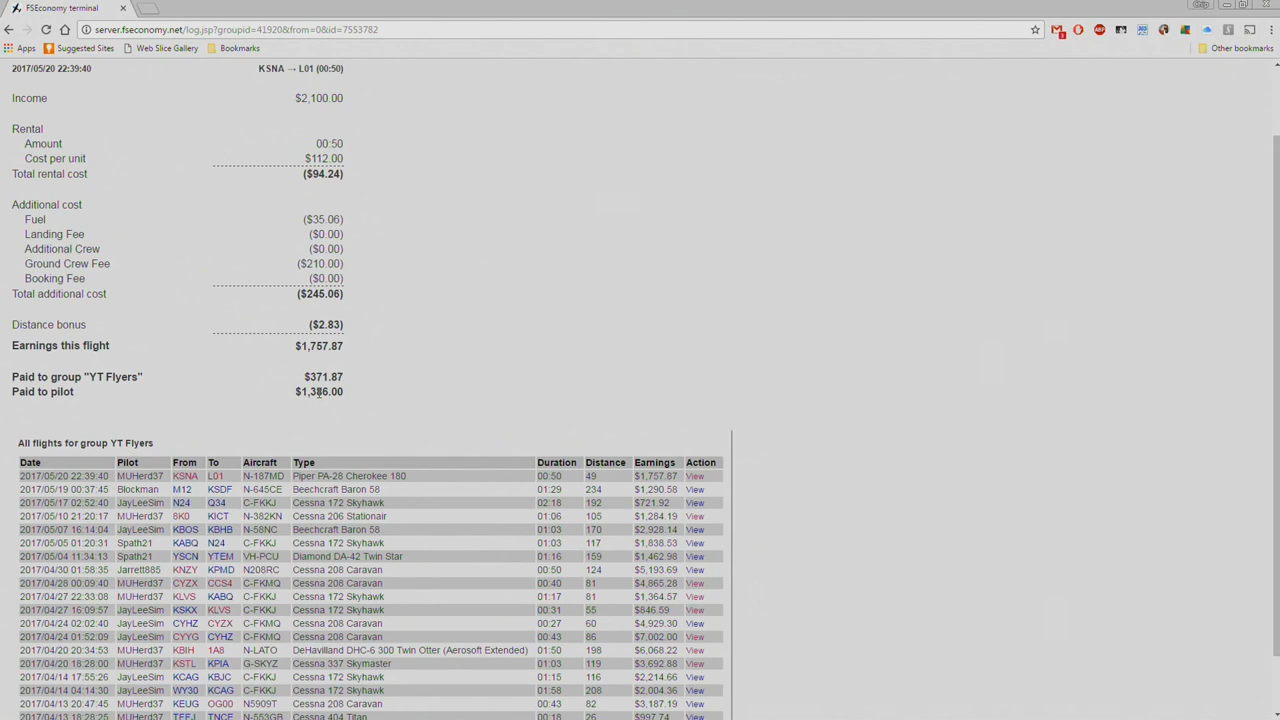 FSEconomy terminal
Chip
server.fseconomy.net/log.jsp?groupid=41920&from=0&id=7553782
Apps Suggested Sites Web Slice Gallery Bookmarks Other bookmarks
2017/05/20 22:39:40 KSNA → L01 (00:50)
Income $2,100.00
Rental
Amount 00:50
Cost per unit $112.00
Total rental cost ($94.24)
Additional cost
Fuel ($35.06)
Landing Fee ($0.00)
Additional Crew ($0.00)
Ground Crew Fee ($210.00)
Booking Fee ($0.00)
Total additional cost ($245.06)
Distance bonus ($2.83)
Earnings this flight $1,757.87
Paid to group "YT Flyers" $371.87
Paid to pilot $1,386.00
All flights for group YT Flyers
Date Pilot From To Aircraft Type Duration Distance Earnings Action
2017/05/20 22:39:40 MUHerd37 KSNA L01 N-187MD Piper PA-28 Cherokee 180 00:50 49 $1,757.87 View
2017/05/19 00:37:45 Blockman M12 KSDF N-645CE Beechcraft Baron 58 01:29 234 $1,290.58 View
2017/05/17 02:52:40 JayLeeSim N24 Q34 C-FKKJ Cessna 172 Skyhawk 02:18 192 $721.92 View
2017/05/10 21:20:17 MUHerd37 8K0 KICT N-382KN Cessna 206 Stationair 01:06 105 $1,284.19 View
2017/05/07 16:14:04 JayLeeSim KBOS KBHB N-58NC Beechcraft Baron 58 01:03 170 $2,928.14 View
2017/05/05 01:20:31 Spath21 KABQ N24 C-FKKJ Cessna 172 Skyhawk 01:03 117 $1,838.53 View
2017/05/04 11:34:13 Spath21 YSCN YTEM VH-PCU Diamond DA-42 Twin Star 01:16 159 $1,462.98 View
2017/04/30 01:58:35 Jarrett885 KNZY KPMD N208RC Cessna 208 Caravan 00:50 124 $5,193.69 View
2017/04/28 00:09:40 MUHerd37 CYZX CCS4 C-FKMQ Cessna 208 Caravan 00:40 81 $4,865.28 View
2017/04/27 22:33:08 MUHerd37 KLVS KABQ C-FKKJ Cessna 172 Skyhawk 01:17 81 $1,364.57 View
2017/04/27 16:09:57 JayLeeSim KSKX KLVS C-FKKJ Cessna 172 Skyhawk 00:31 55 $846.59 View
2017/04/24 02:02:40 JayLeeSim CYHZ CYZX C-FKMQ Cessna 208 Caravan 00:27 60 $4,929.30 View
2017/04/24 01:52:09 MUHerd37 CYYG CYHZ C-FKMQ Cessna 208 Caravan 00:43 86 $7,002.00 View
2017/04/20 20:34:53 MUHerd37 KBIH 1A8 N-LATO DeHavilland DHC-6 300 Twin Otter (Aerosoft Extended) 01:50 198 $6,068.22 View
2017/04/20 18:28:00 MUHerd37 KSTL KPIA G-SKYZ Cessna 337 Skymaster 01:03 119 $3,692.88 View
2017/04/14 17:55:26 JayLeeSim KCAG KBJC C-FKKJ Cessna 172 Skyhawk 01:15 116 $2,214.66 View
2017/04/14 04:14:30 JayLeeSim WY30 KCAG C-FKKJ Cessna 172 Skyhawk 01:58 208 $2,004.36 View
2017/04/13 20:47:45 MUHerd37 KEUG OG00 N5909T Cessna 208 Caravan 00:43 82 $3,187.19 View
2017/04/13 18:28:25 MUHerd37 TFFJ TNCE N-553GB Cessna 404 Titan 00:18 26 $997.74 View